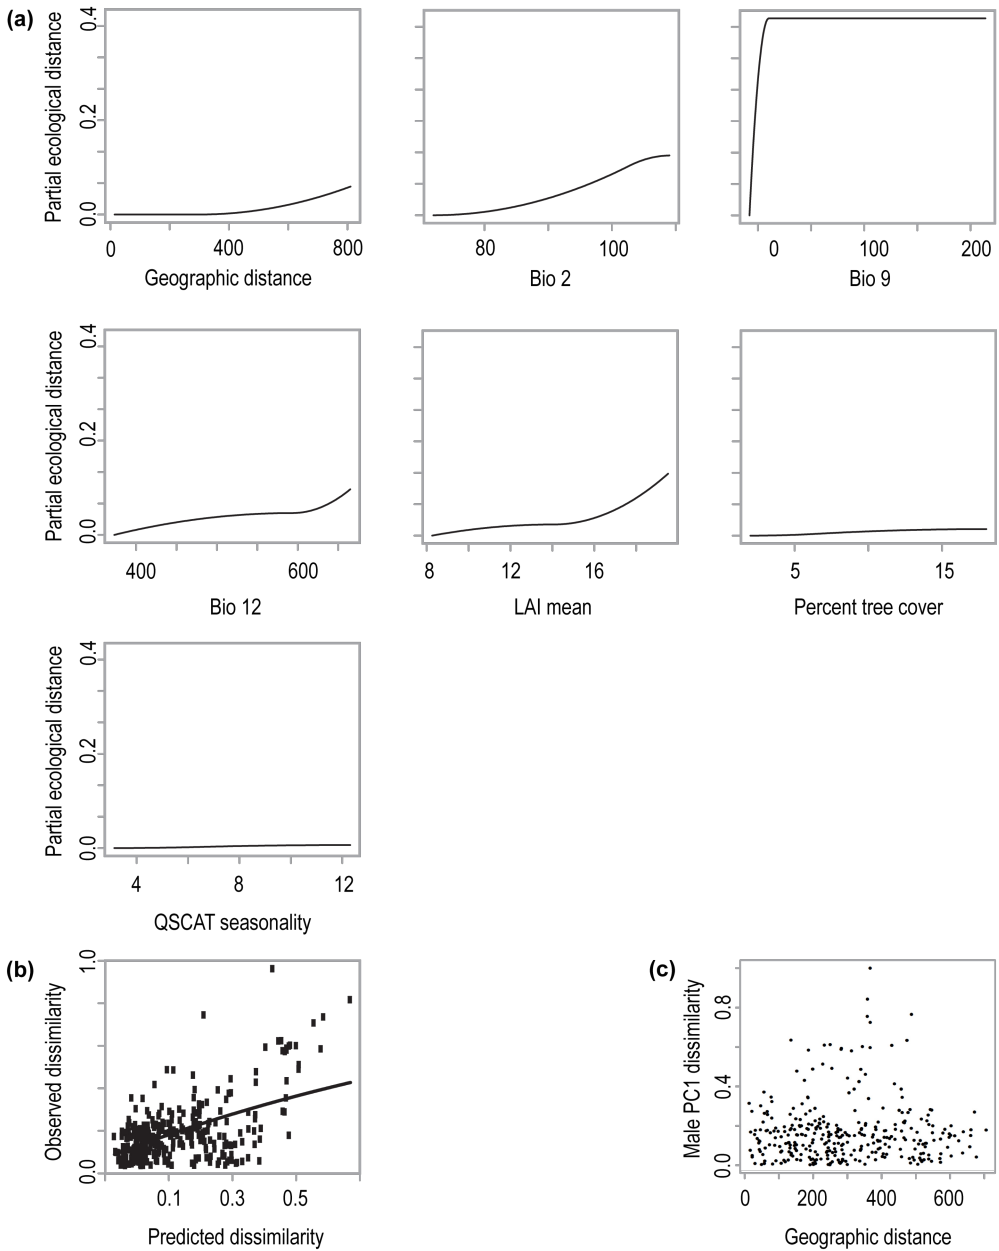 (a)
Partial ecological distance
0.0 0.2 0.4
0 400 800
Geographic distance
80 100
Bio 2
0 100 200
Bio 9
Partial ecological distance
0.0 0.2 0.4
400 600
Bio 12
8 12 16
LAI mean
5 15
Percent tree cover
Partial ecological distance
0.0 0.2 0.4
4 8 12
QSCAT seasonality
(b)
Observed dissimilarity
0.0 1.0
0.1 0.3 0.5
Predicted dissimilarity
(c)
Male PC1 dissimilarity
0.0 0.4 0.8
0 200 400 600
Geographic distance